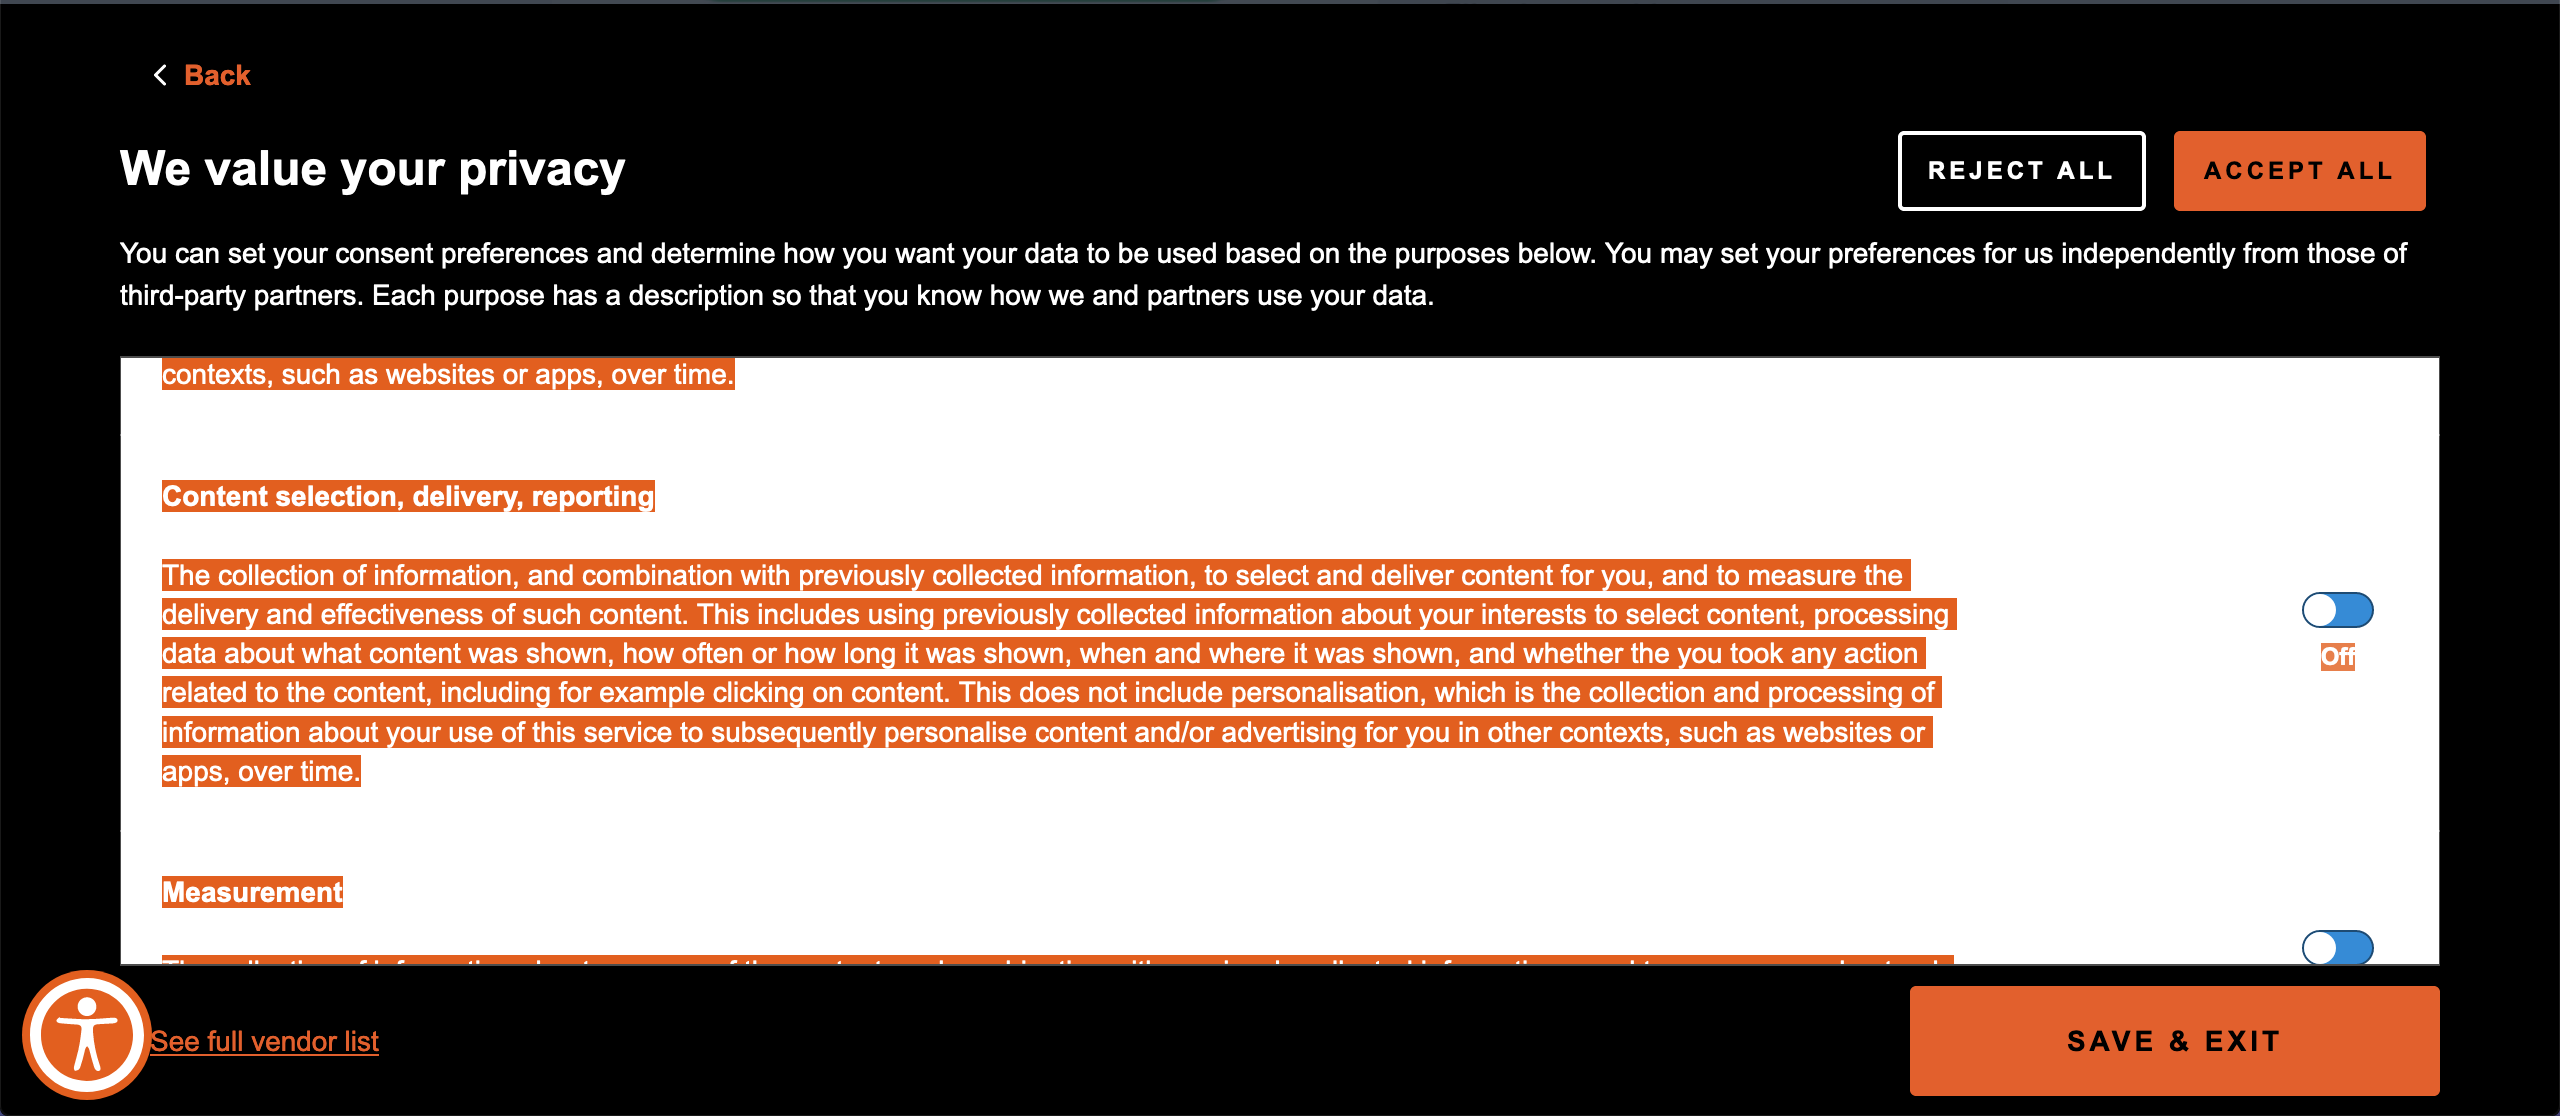 Back
We value your privacy
REJECT ALL
ACCEPT ALL
You can set your consent preferences and determine how you want your data to be used based on the purposes below. You may set your preferences for us independently from those of
third-party partners. Each purpose has a description so that you know how we and partners use your data.
contexts, such as websites or apps, over time.
Content selection, delivery, reporting
The collection of information, and combination with previously collected information, to select and deliver content for you, and to measure the
delivery and effectiveness of such content. This includes using previously collected information about your interests to select content, processing
data about what content was shown, how often or how long it was shown, when and where it was shown, and whether the you took any action
related to the content, including for example clicking on content. This does not include personalisation, which is the collection and processing of
information about your use of this service to subsequently personalise content and/or advertising for you in other contexts, such as websites or
apps, over time.
Off
Measurement
See full vendor list
SAVE & EXIT